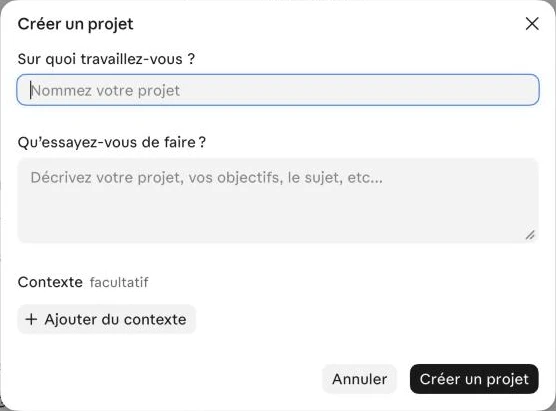 Créer un projet
Sur quoi travaillez-vous ?
Nommez votre projet
Qu'essayez-vous de faire ?
Décrivez votre projet, vos objectifs, le sujet, etc...
Contexte facultatif
+ Ajouter du contexte
Annuler Créer un projet